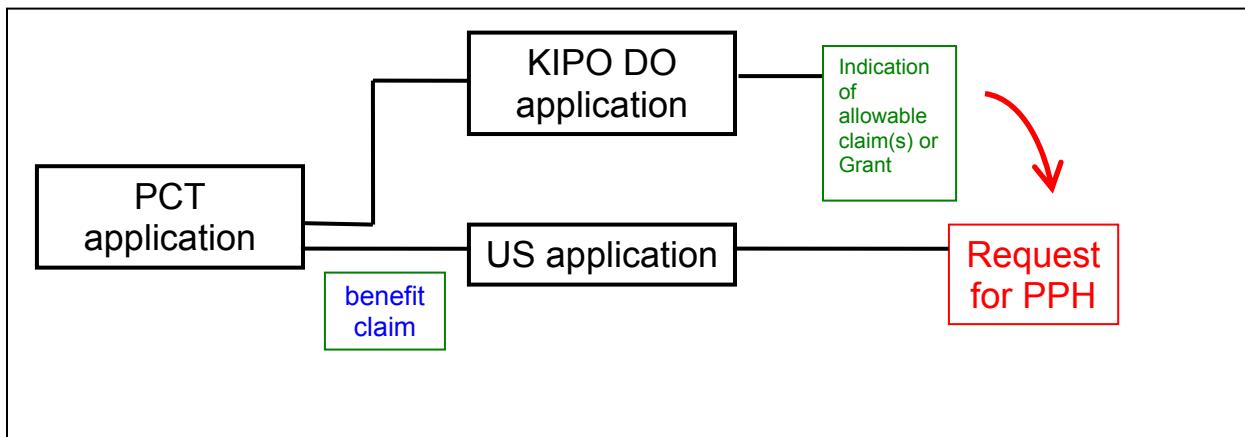 KIPO DO
application
Indication
of
allowable
claim(s) or
Grant
PCT
application
US application
Request
for PPH
benefit
claim